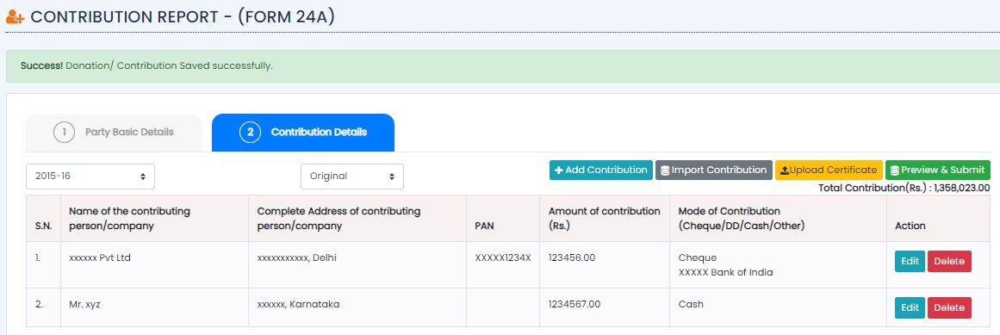 CONTRIBUTION REPORT - (FORM 24A)
Success! Donation/ Contribution Saved successfully.
1 Party Basic Details
2 Contribution Details
2015-16
Original
Add Contribution
Import Contribution
Upload Certificate
Preview & Submit
Total Contribution(Rs.) : 1,358,023.00
S.N.
Name of the contributing
person/company
Complete Address of contributing
person/company
PAN
Amount of contribution
(Rs.)
Mode of Contribution
(Cheque/DD/Cash/Other)
Action
1. xxxxxx Pvt Ltd xxxxxxxxxxx, Delhi XXXXX1234X 123456.00 Cheque Edit Delete
XXXXX Bank of India
2. Mr. xyz xxxxxx, Karnataka 1234567.00 Cash Edit Delete